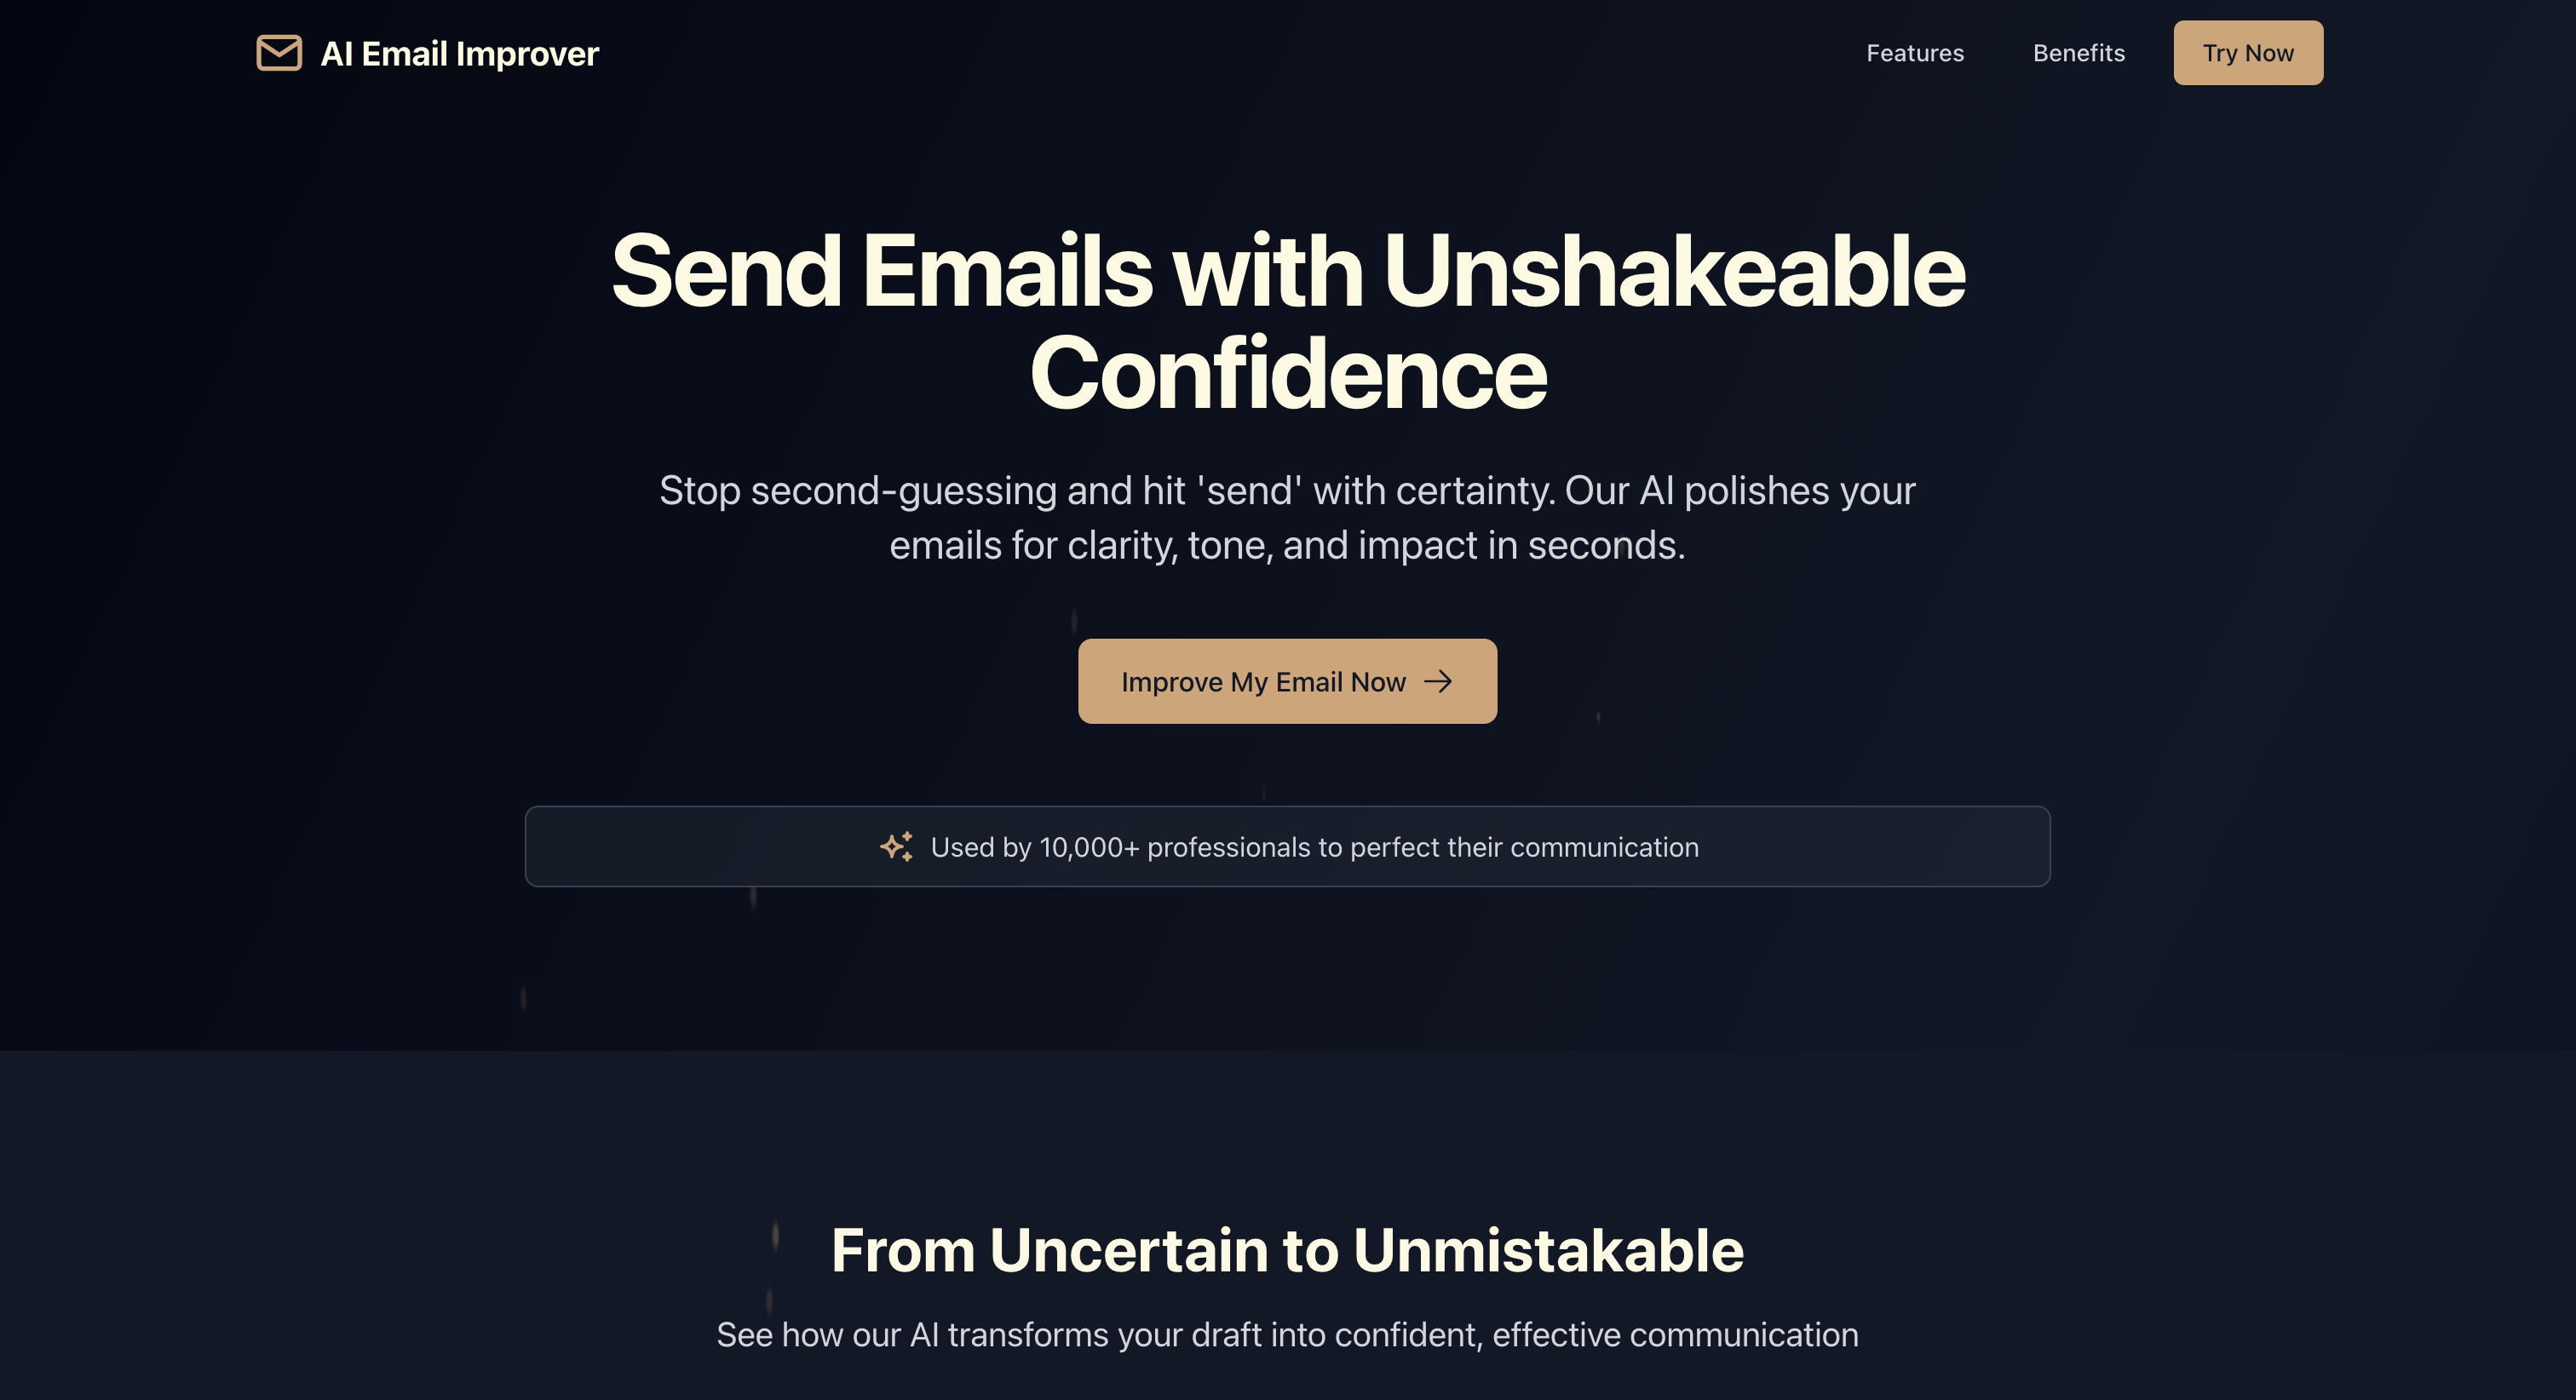 AI Email Improver
Features
Benefits
Try Now
Send Emails with Unshakeable
Confidence
Stop second-guessing and hit 'send' with certainty. Our AI polishes your
emails for clarity, tone, and impact in seconds.
Improve My Email Now
Used by 10,000+ professionals to perfect their communication
From Uncertain to Unmistakable
See how our AI transforms your draft into confident, effective communication